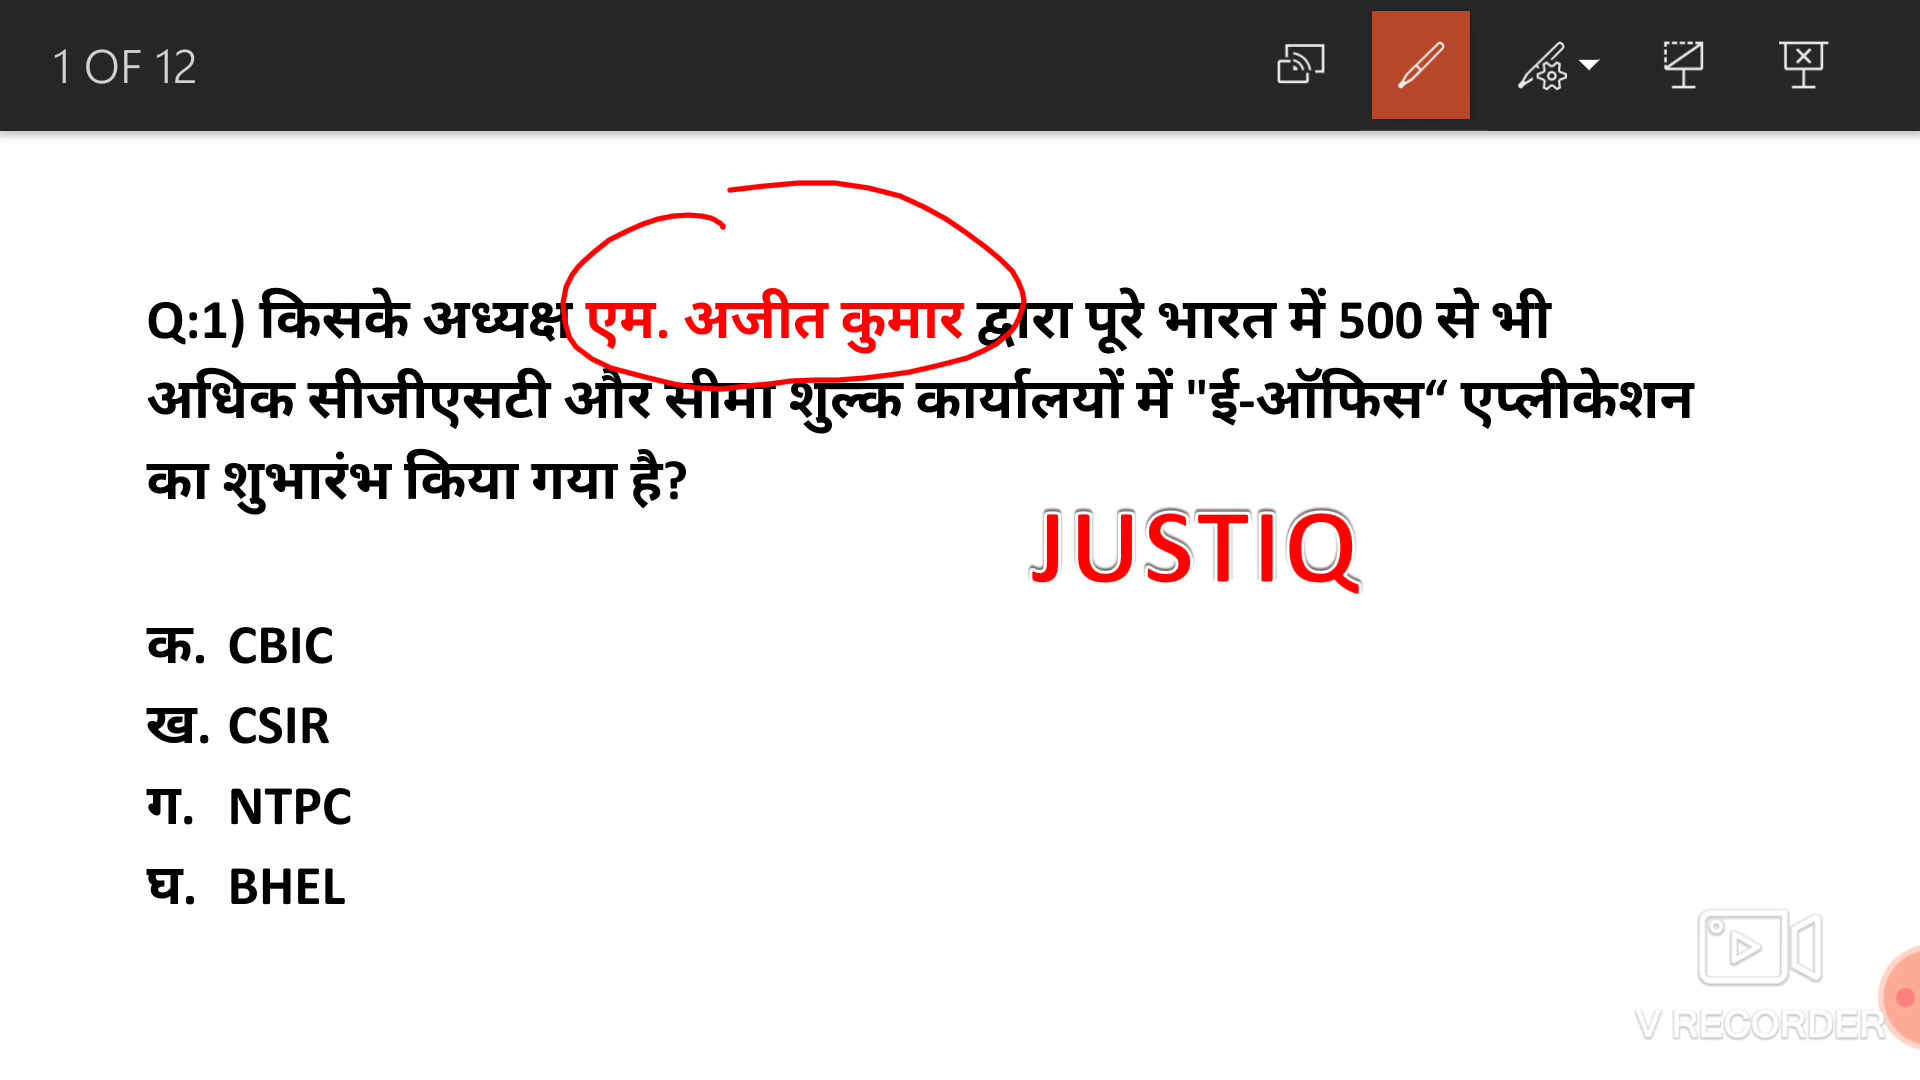 1 OF 12
Q:1) किसके अध्यक्ष एम. अजीत कुमार द्वारा पूरे भारत में 500 से भी
अधिक सीजीएसटी और सीमा शुल्क कार्यालयों में "ई-ऑफिस“ एप्लीकेशन
का शुभारंभ किया गया है?
JUSTIQ
क. CBIC
ख. CSIR
ग. NTPC
घ. BHEL
V RECORDER